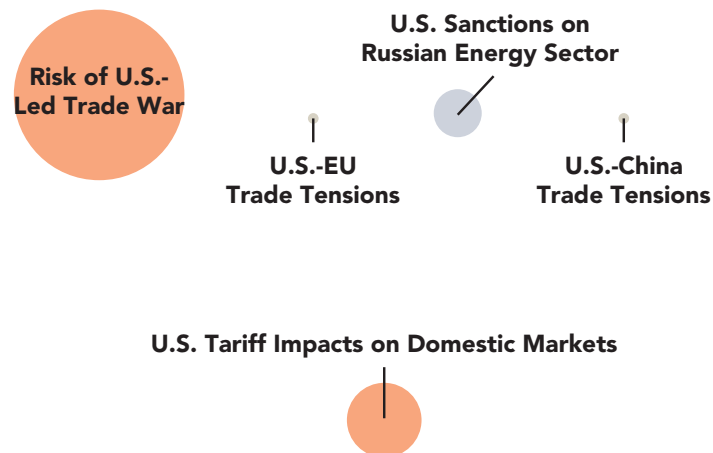 U.S. Sanctions on
Russian Energy Sector
Risk of U.S.-
Led Trade War
U.S.-EU
Trade Tensions
U.S.-China
Trade Tensions
U.S. Tariff Impacts on Domestic Markets